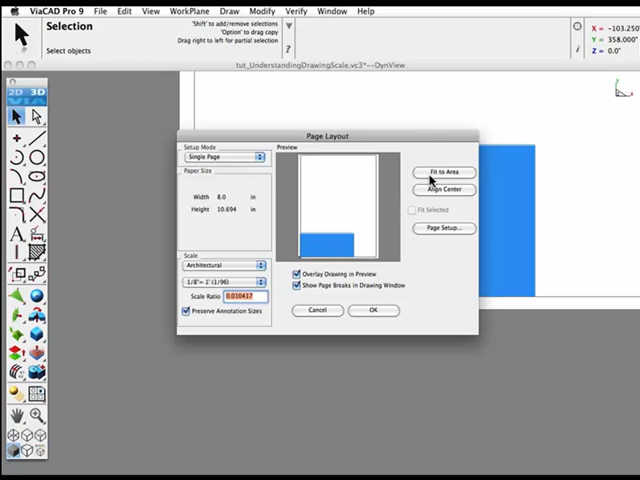 ViaCAD Pro 9 File Edit View WorkPlane Draw Modify Verify Window Help
Selection
Select objects
'Shift' to add/remove selections
'Option' to drag copy
Drag right to left for partial selection
?
X = -103.250
Y = 358.000
Z = 0.0"
tut_UnderstandingDrawingScale.vc3*--DynView
2D 3D
VIA
A
Page Layout
Setup Mode
Single Page
Paper Size
Width 8.0 in
Height 10.694 in
Scale
Architectural
1/8"= 1' (1/96)
Scale Ratio 0.010417
Preserve Annotation Sizes
Preview
Overlay Drawing in Preview
Show Page Breaks in Drawing Window
Cancel OK
Fit to Area
Align Center
Fit Selected
Page Setup...